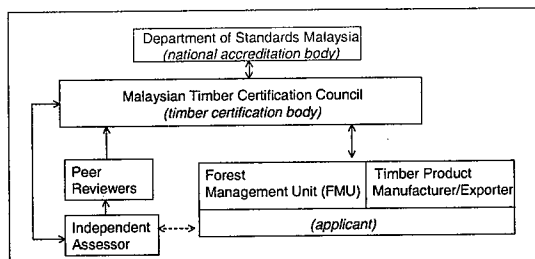 Department of Standards Malaysia
(national accreditation body)
Malaysian Timber Certification Council
(timber certification body)
Peer
Reviewers
Independent
Assessor
Forest
Management Unit (FMU)
Timber Product
Manufacturer/Exporter
(applicant)